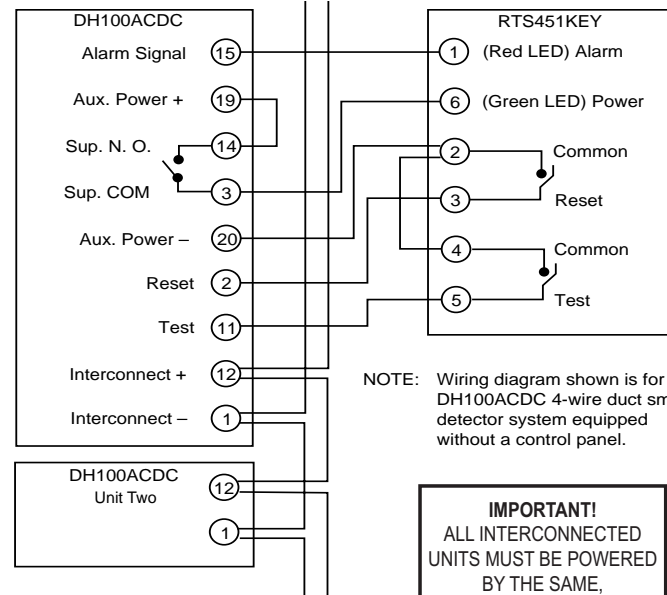 DH100ACDC
Alarm Signal 15
Aux. Power + 19
Sup. N. O. 14
Sup. COM 3
Aux. Power – 20
Reset 2
Test 11
Interconnect + 12
Interconnect – 1
DH100ACDC
Unit Two
12
1
RTS451KEY
1 (Red LED) Alarm
6 (Green LED) Power
2 Common
3 Reset
4 Common
5 Test
NOTE: Wiring diagram shown is for
DH100ACDC 4-wire duct
detector system equipped
without a control panel.
IMPORTANT!
ALL INTERCONNECTED
UNITS MUST BE POWERED
BY THE SAME,